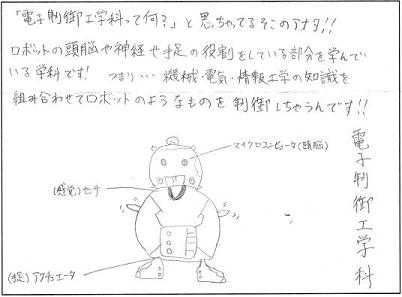 「電子制御工学科って何?」と思っちゃてるそこのアナタ!!
ロボットの頭脳や神経や手足の役割をしている部分を学んで
いる学科です! つまり… 機械・電気・情報工学の知識を
組み合わせてロボットのようなものを制御しちゃうんです!!
マイクロコンピュータ(頭脳)
(感覚)センサ
(足)アクチュエータ
電子制御工学科